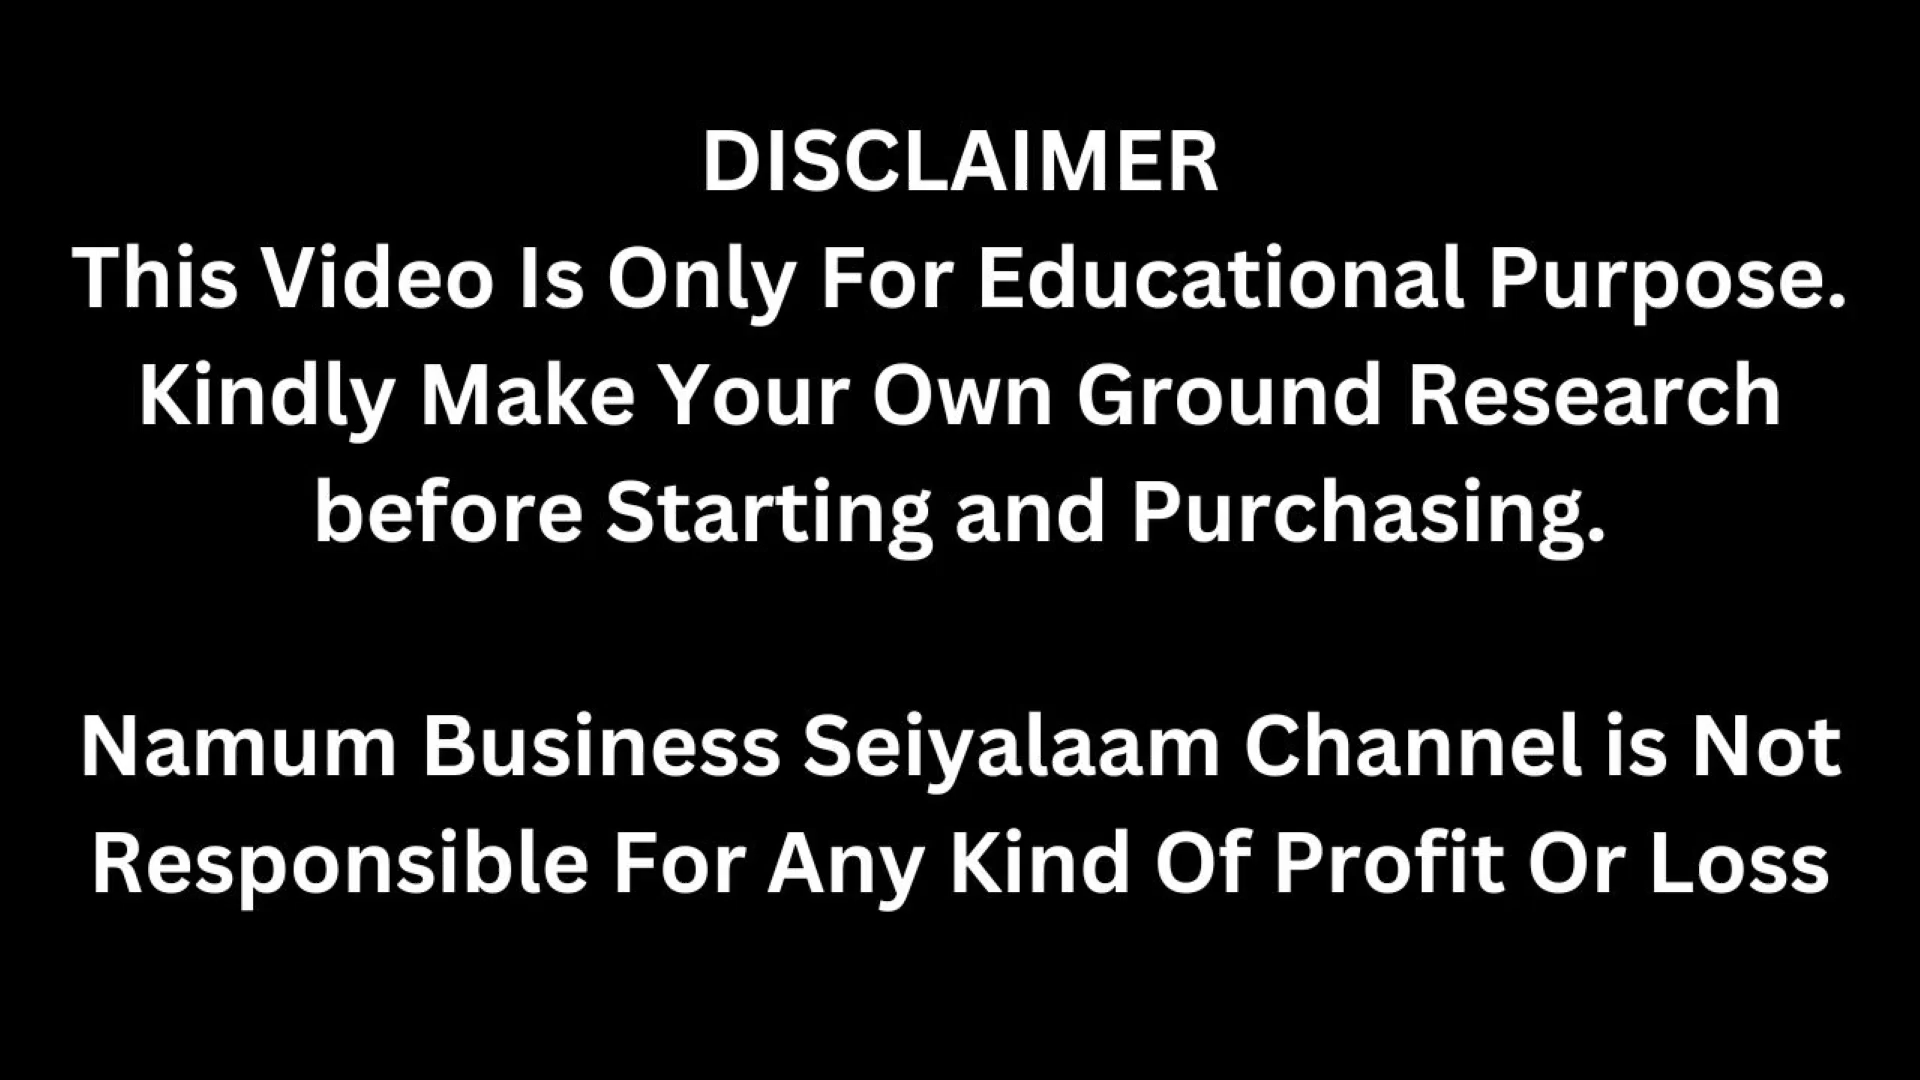 DISCLAIMER
This Video Is Only For Educational Purpose.
Kindly Make Your Own Ground Research
before Starting and Purchasing.
Namum Business Seiyalaam Channel is Not
Responsible For Any Kind Of Profit Or Loss